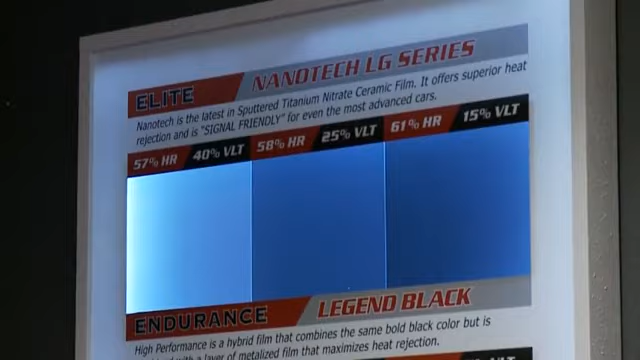 ELITE NANOTECH LG SERIES
Nanotech is the latest in Sputtered Titanium Nitrate Ceramic Film. It offers superior heat
rejection and is "SIGNAL FRIENDLY" for even the most advanced cars.
57% HR 40% VLT 58% HR 25% VLT 61% HR 15% VLT
ENDURANCE LEGEND BLACK
High Performance is a hybrid film that combines the same bold black color but is
with a layer of metalized film that maximizes heat rejection.